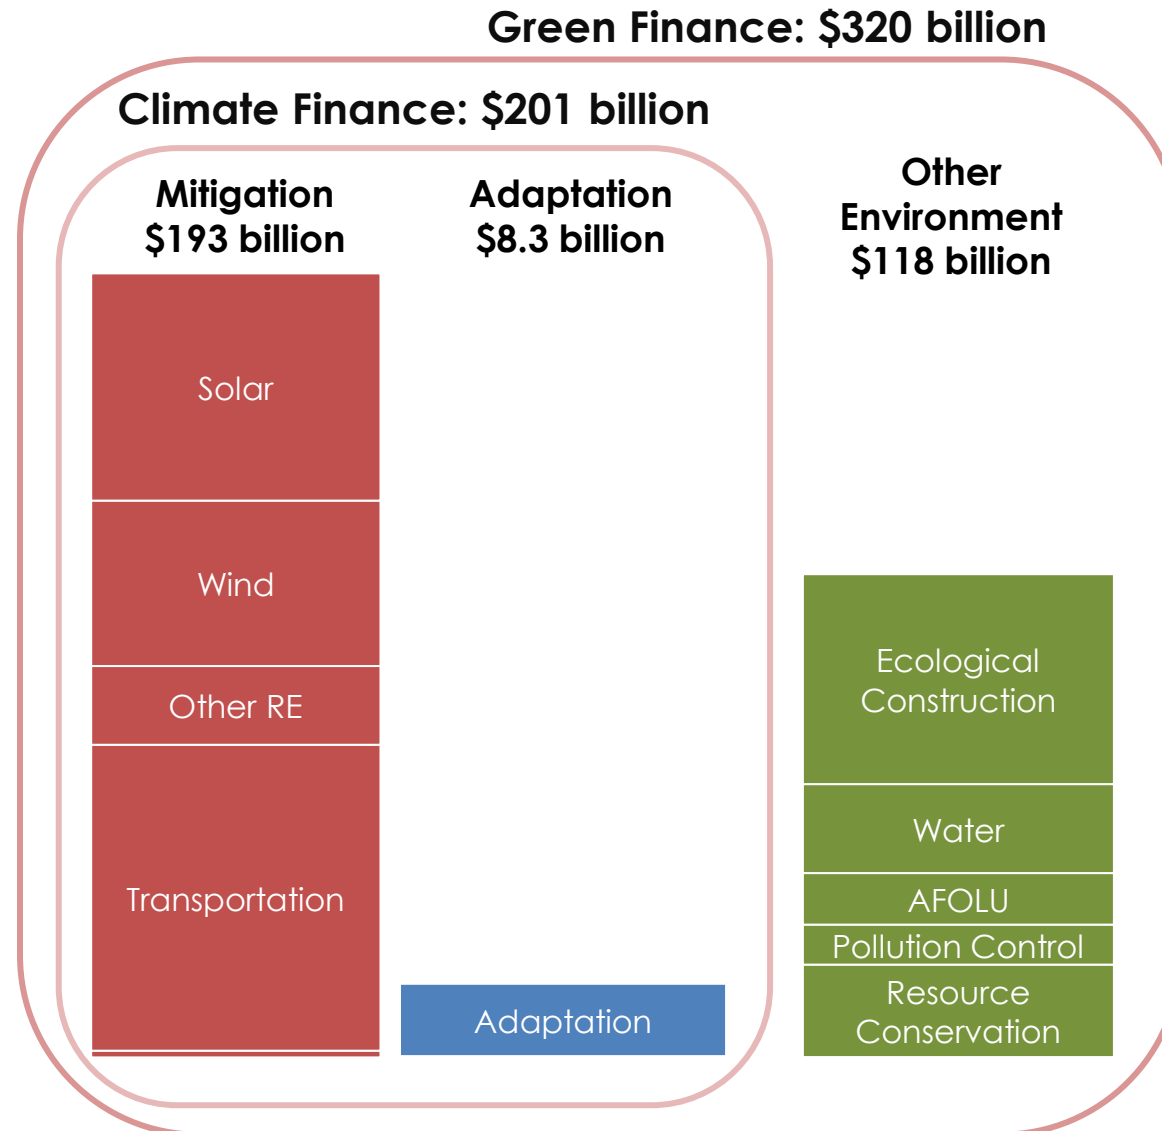 Green Finance: $320 billion
Climate Finance: $201 billion
Mitigation
$193 billion
Adaptation
$8.3 billion
Other
Environment
$118 billion
Solar
Wind
Other RE
Transportation
Adaptation
Ecological
Construction
Water
AFOLU
Pollution Control
Resource
Conservation